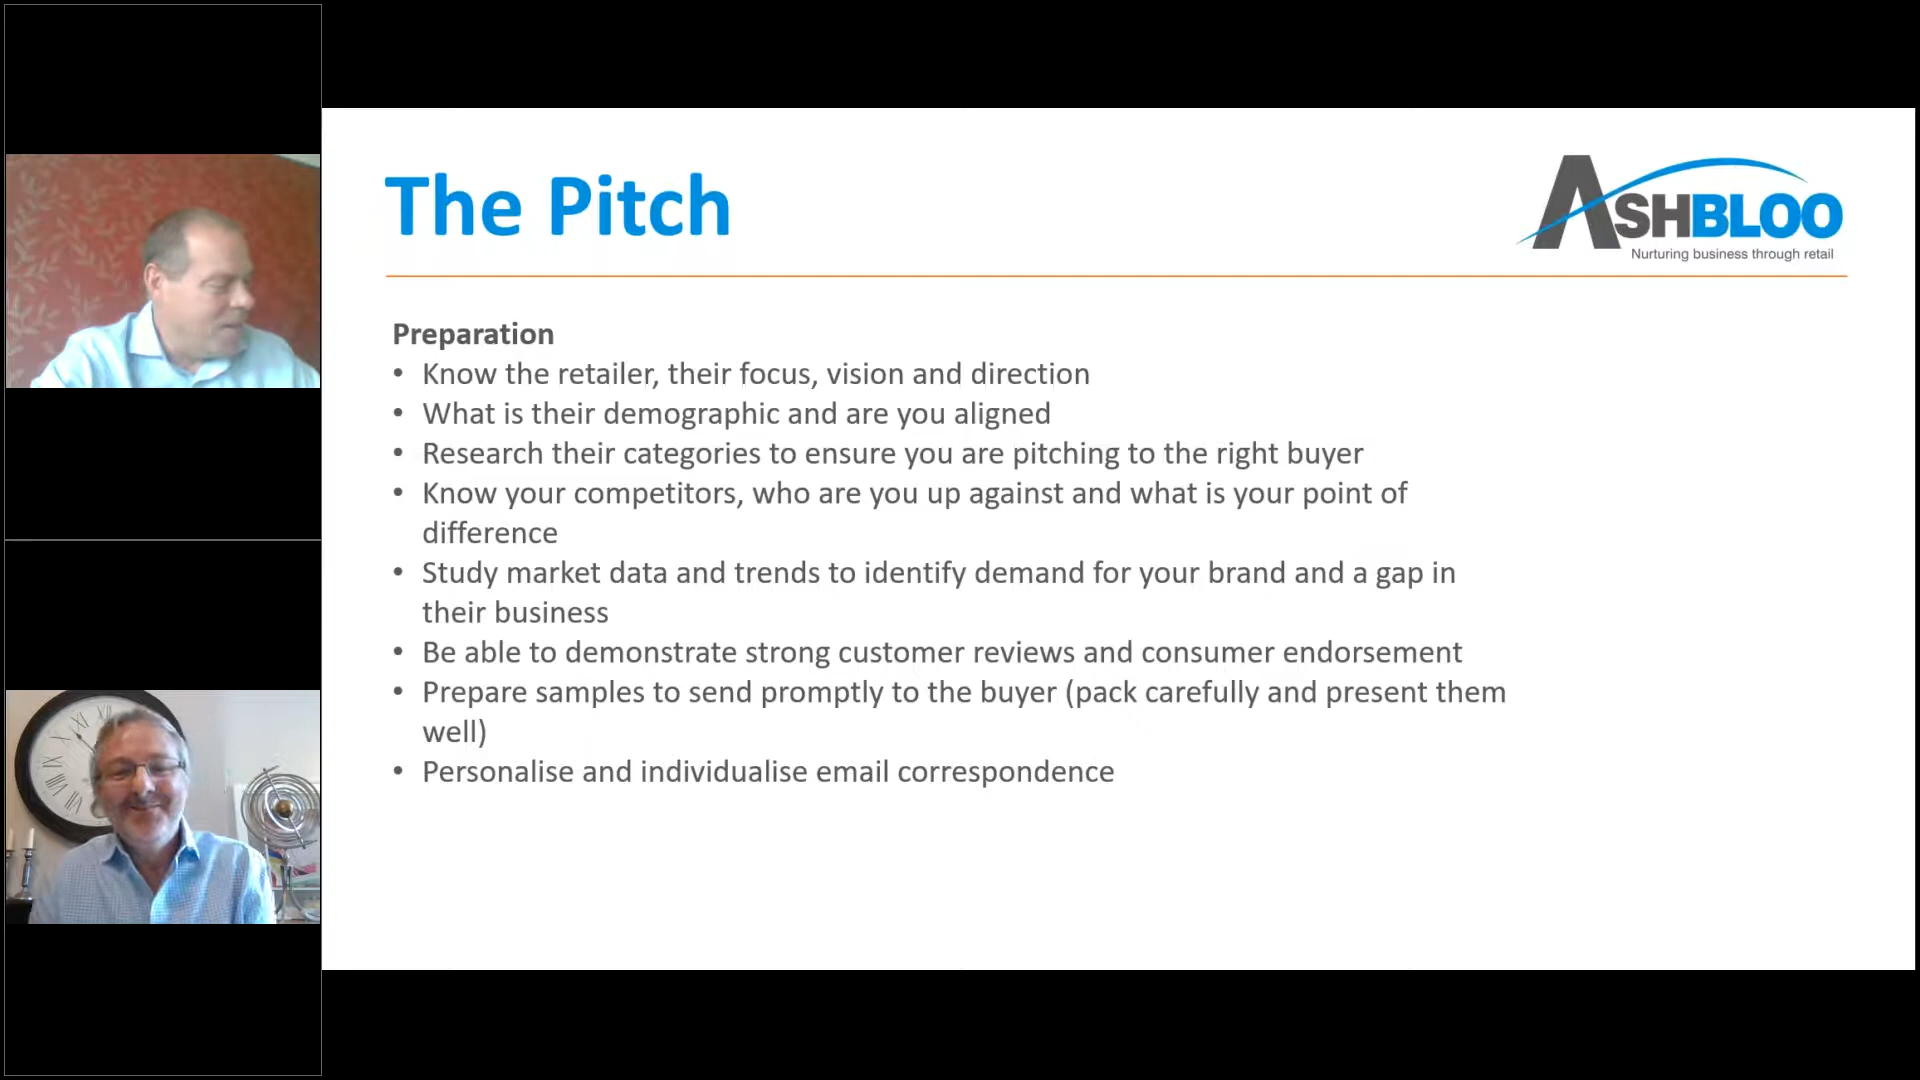 The Pitch
ASHBLOO
Nurturing business through retail
Preparation
• Know the retailer, their focus, vision and direction
• What is their demographic and are you aligned
• Research their categories to ensure you are pitching to the right buyer
• Know your competitors, who are you up against and what is your point of
difference
• Study market data and trends to identify demand for your brand and a gap in
their business
• Be able to demonstrate strong customer reviews and consumer endorsement
• Prepare samples to send promptly to the buyer (pack carefully and present them
well)
• Personalise and individualise email correspondence